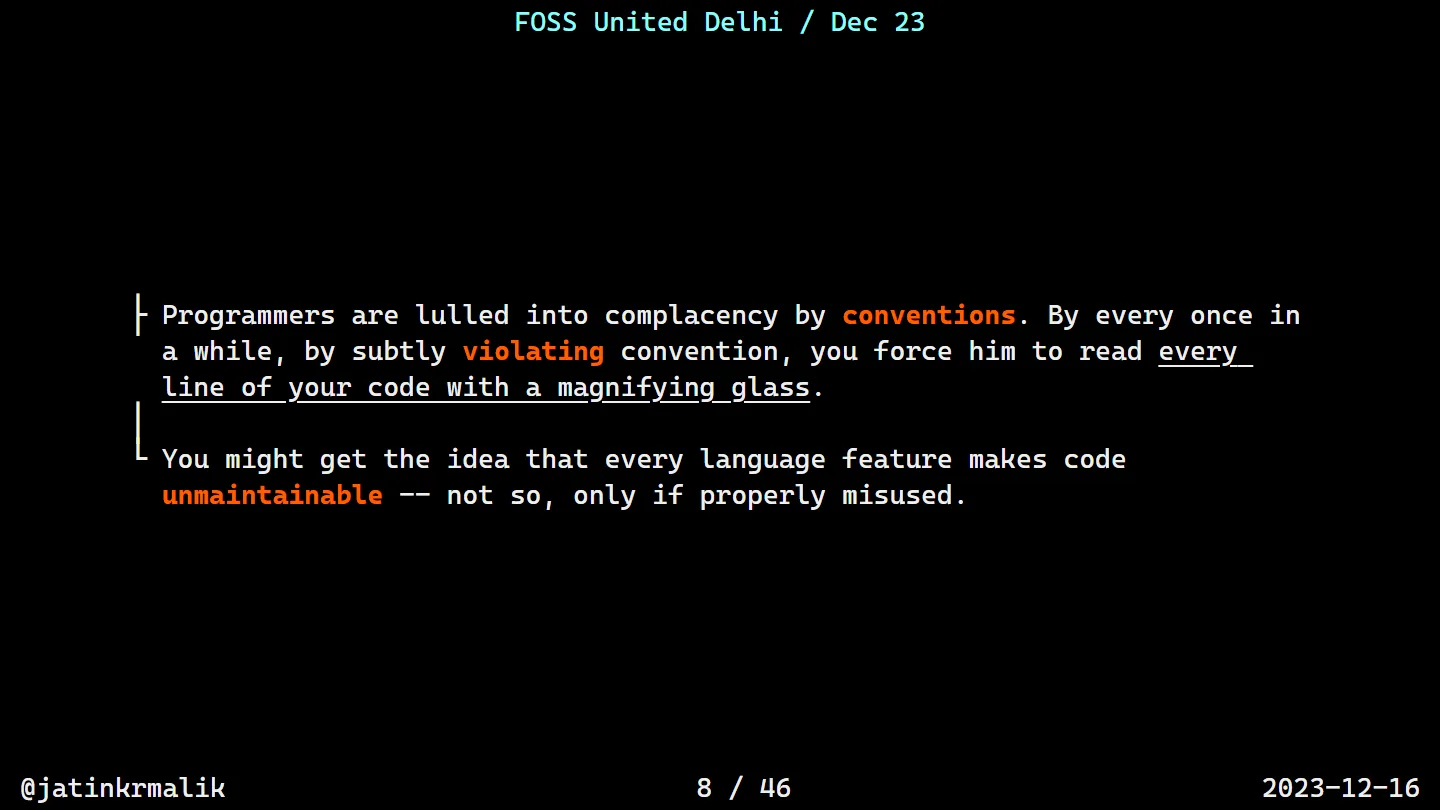 FOSS United Delhi / Dec 23
Programmers are lulled into complacency by conventions. By every once in
a while, by subtly violating convention, you force him to read every
line of your code with a magnifying glass.
You might get the idea that every language feature makes code
unmaintainable -- not so, only if properly misused.
@jatinkrmalik 8 / 46 2023-12-16